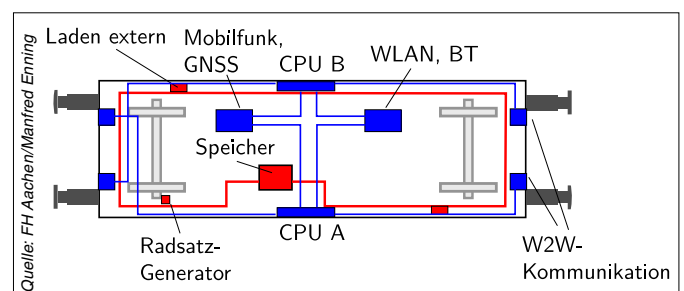 Laden extern
Mobilfunk,
GNSS
CPU B
WLAN, BT
Speicher
Radsatz-
Generator
CPU A
W2W-
Kommunikation
Quelle: FH Aachen/Manfred Enning